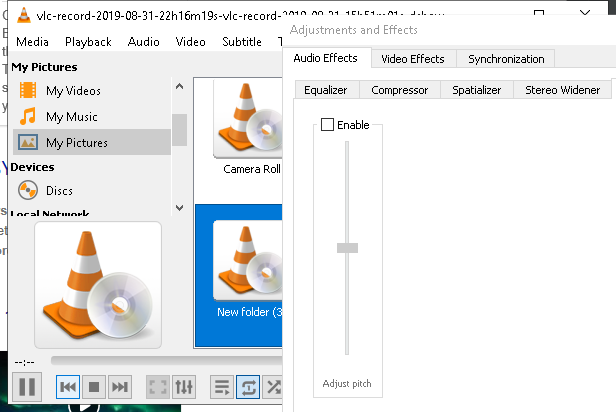 vlc-record-2019-08-31-22h16m19s-vlc-record-2019-08-31-15h51m01s-dshow
Adjustments and Effects
Media Playback Audio Video Subtitle
Audio Effects Video Effects Synchronization
My Pictures
My Videos
My Music
My Pictures
Devices
Discs
Local Network
Equalizer Compressor Spatializer Stereo Widener
Enable
Camera Roll
New folder (3
Adjust pitch
--:--